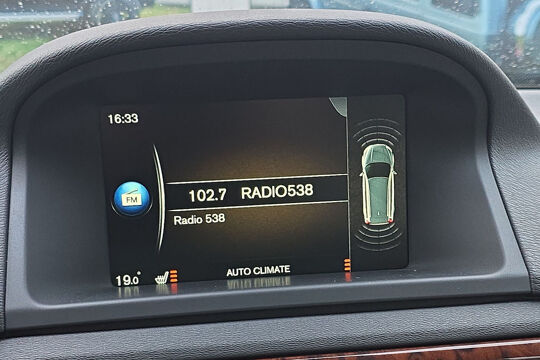 16:33
FM
102.7 RADIO538
Radio 538
19.0°
AUTO CLIMATE